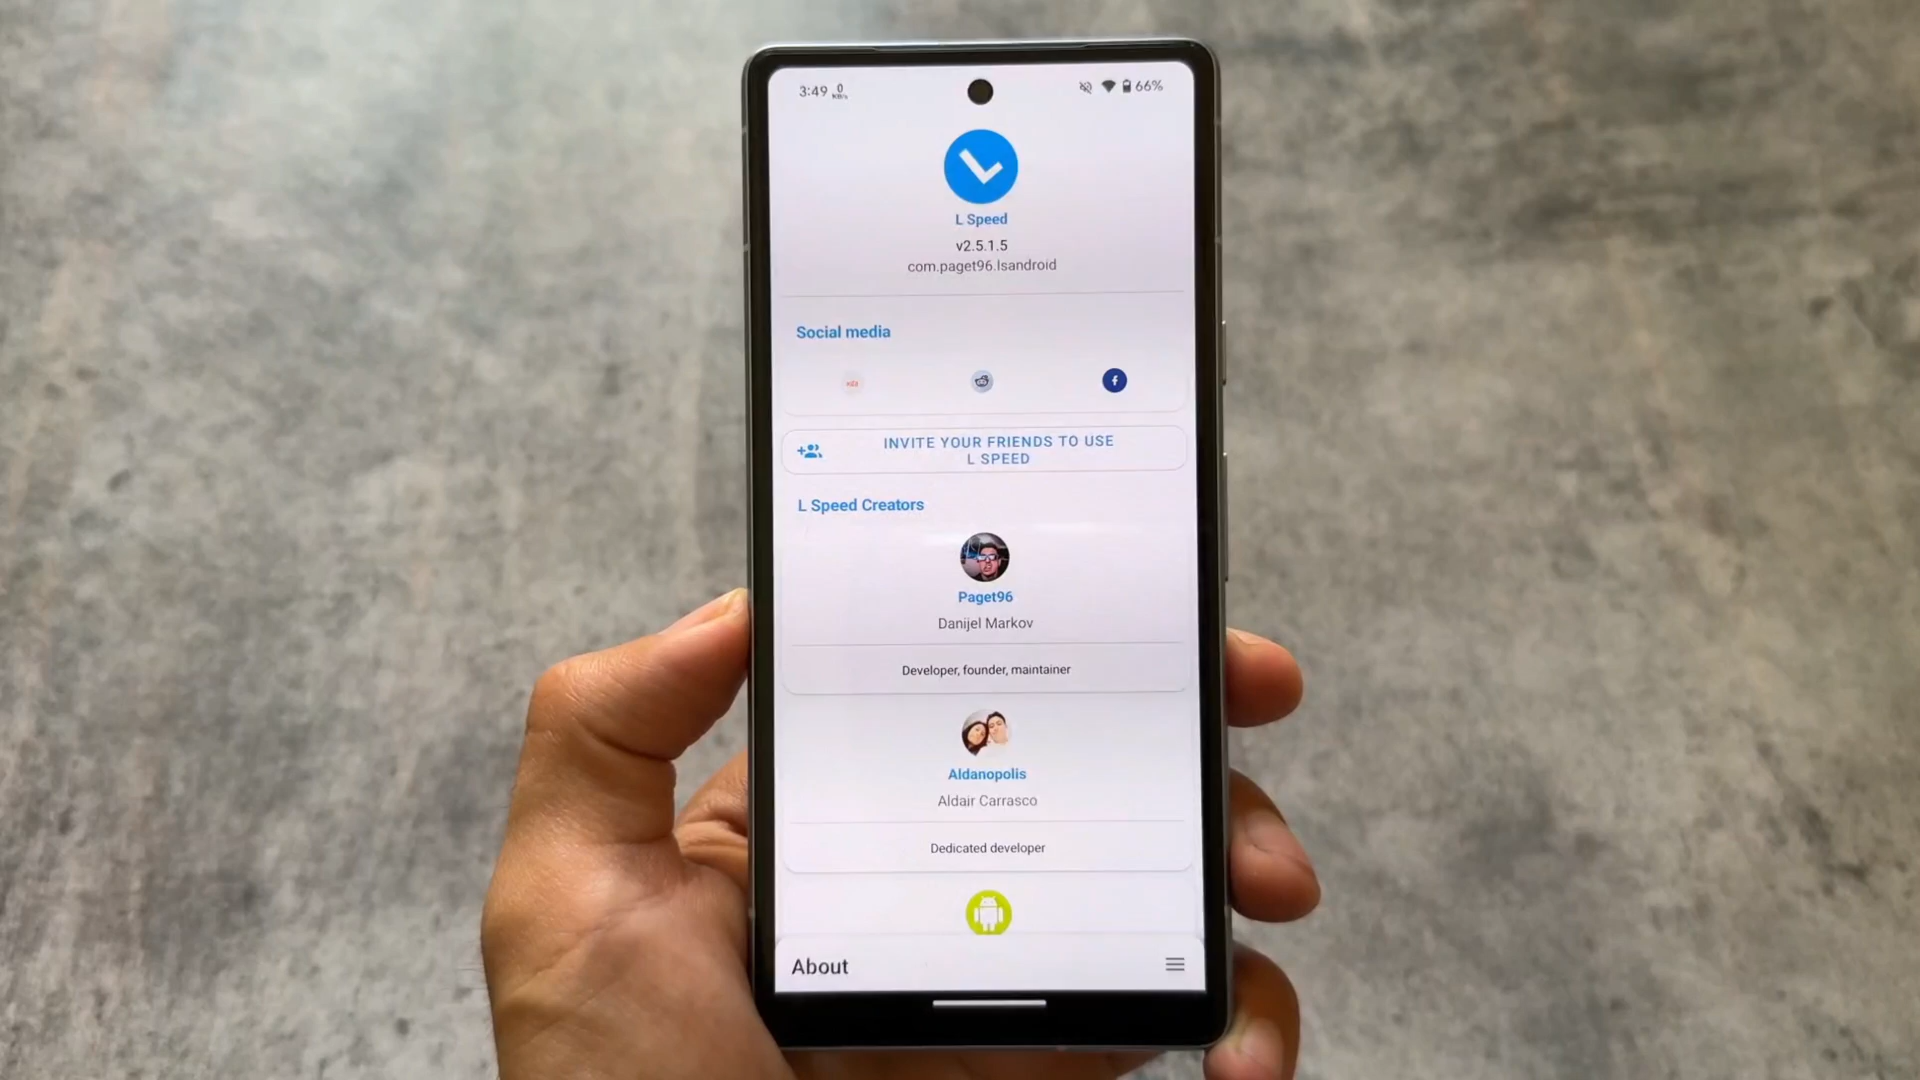 3:49 0 KB/s 66%
L Speed
v2.5.1.5
com.paget96.lsandroid
Social media
INVITE YOUR FRIENDS TO USE
L SPEED
L Speed Creators
Paget96
Danijel Markov
Developer, founder, maintainer
Aldanopolis
Aldair Carrasco
Dedicated developer
About